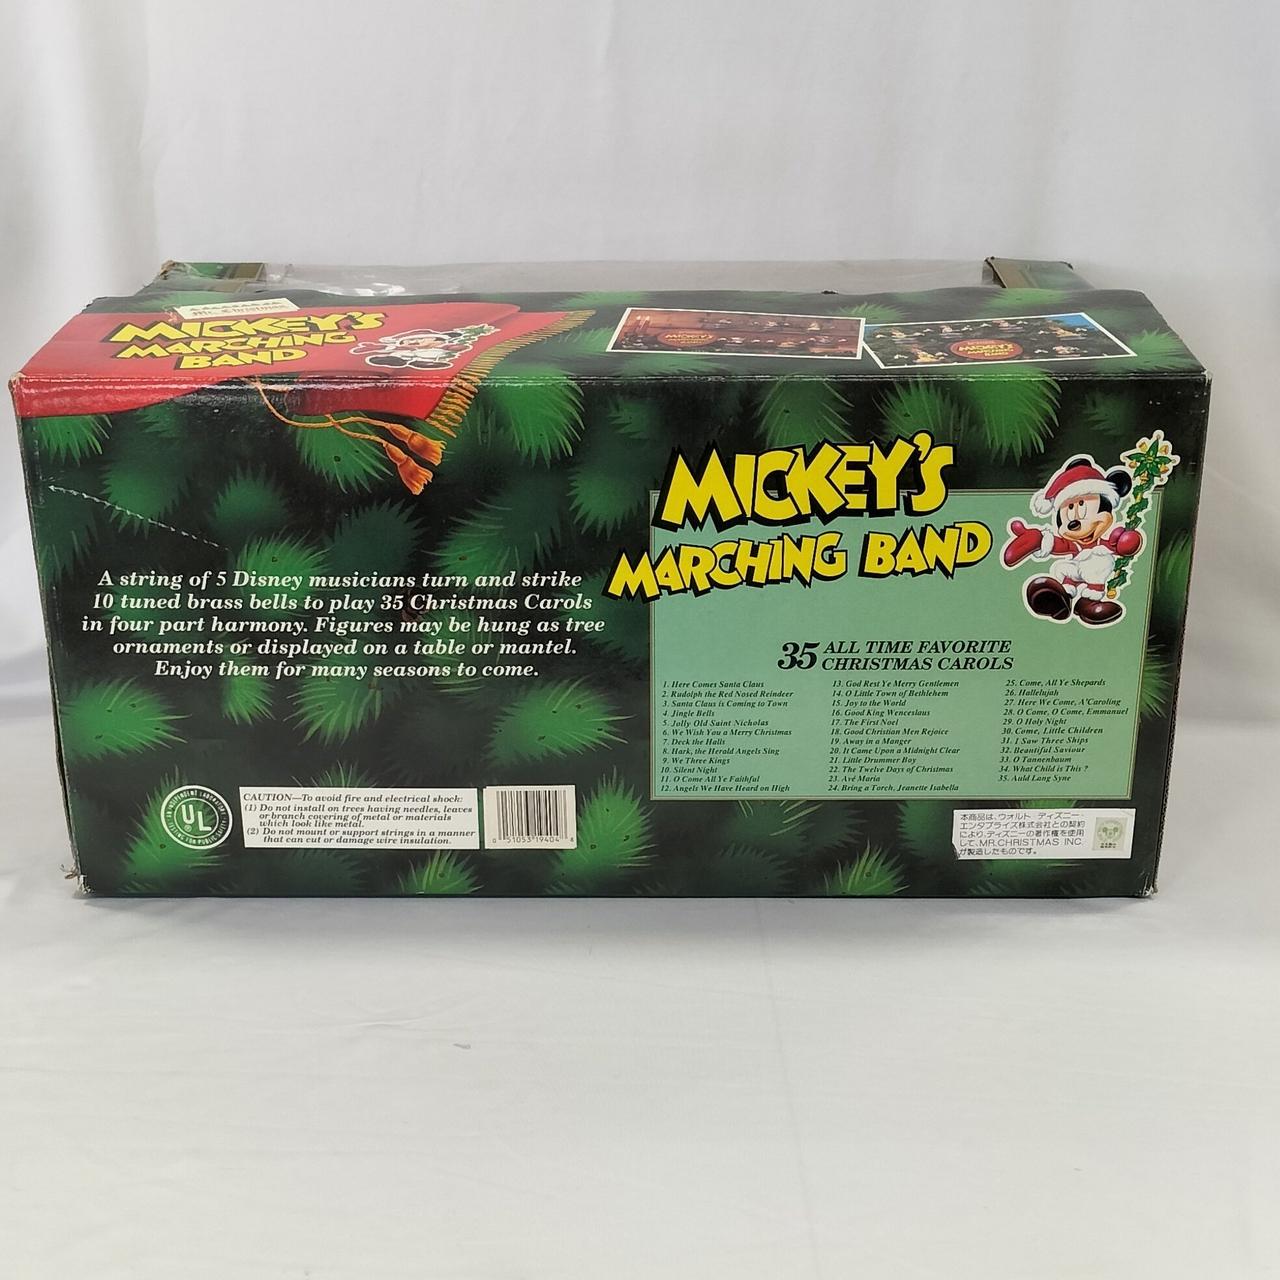 Mr. Christmas
MICKEY'S
MARCHING
BAND
MICKEY'S
MARCHING BAND
A string of 5 Disney musicians turn and strike
10 tuned brass bells to play 35 Christmas Carols
in four part harmony. Figures may be hung as tree
ornaments or displayed on a table or mantel.
Enjoy them for many seasons to come.
35 ALL TIME FAVORITE
CHRISTMAS CAROLS
1. Here Comes Santa Claus
2. Rudolph the Red Nosed Reindeer
3. Santa Claus is Coming to Town
4. Jingle Bells
5. Jolly Old Saint Nicholas
6. We Wish You a Merry Christmas
7. Deck the Halls
8. Hark, the Herald Angels Sing
9. We Three Kings
10. Silent Night
11. O Come All Ye Faithful
12. Angels We Have Heard on High
13. God Rest Ye Merry Gentlemen
14. O Little Town of Bethlehem
15. Joy to the World
16. Good King Wenceslaus
17. The First Noel
18. Good Christian Men Rejoice
19. Away in a Manger
20. It Came Upon a Midnight Clear
21. Little Drummer Boy
22. The Twelve Days of Christmas
23. Avé Maria
24. Bring a Torch, Jeanette Isabella
25. Come, All Ye Shepards
26. Hallelujah
27. Here We Come, A'Caroling
28. O Come, O Come, Emmanuel
29. O Holy Night
30. Come, Little Children
31. I Saw Three Ships
32. Beautiful Saviour
33. O Tannenbaum
34. What Child is This ?
35. Auld Lang Syne
UL
CAUTION—To avoid fire and electrical shock:
(1) Do not install on trees having needles, leaves
or branch covering of metal or materials
which look like metal.
(2) Do not mount or support strings in a manner
that can cut or damage wire insulation.
0 51053 19404 8
本商品は、ウォルト・ディズニー・
エンタプライズ株式会社との契約
により、ディズニーの著作権を使用
して、MR.CHRISTMAS INC.
が製造したものです。